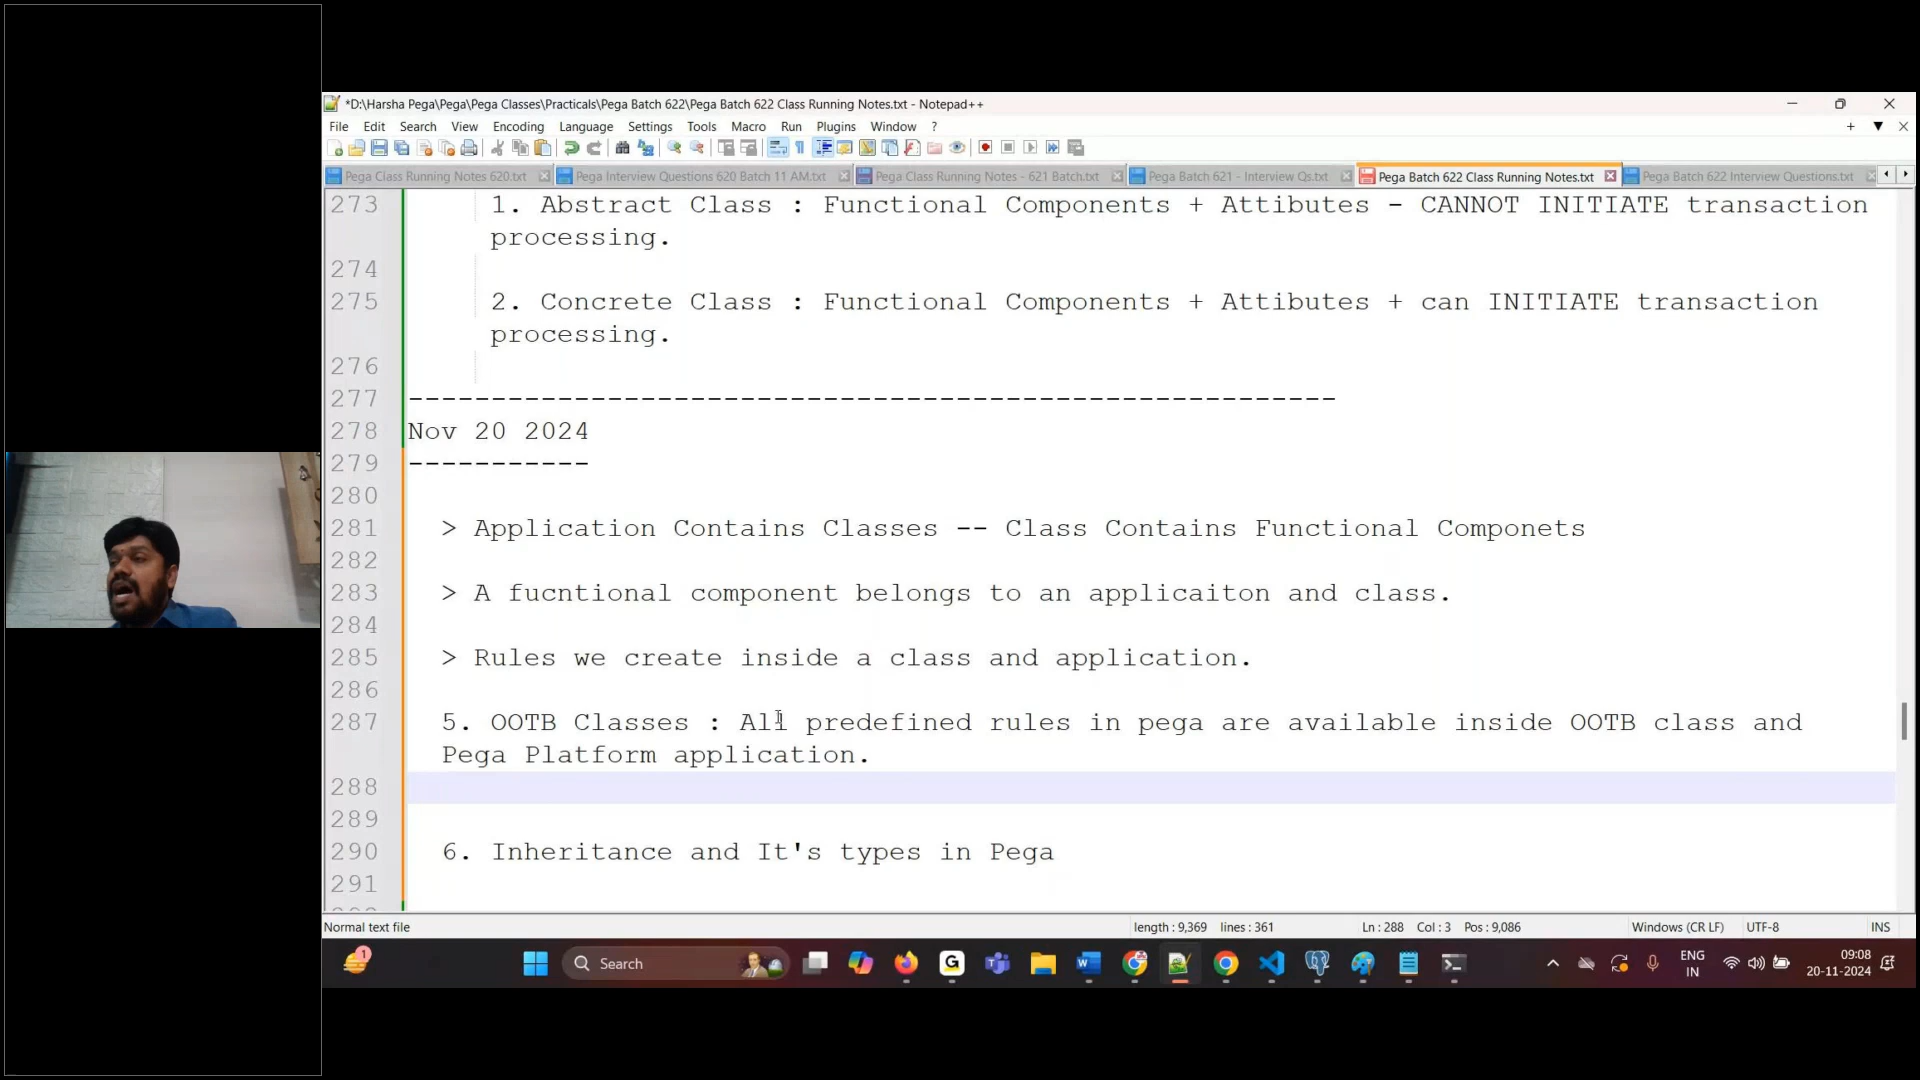 *D:\Harsha Pega\Pega\Pega Classes\Practicals\Pega Batch 622\Pega Batch 622 Class Running Notes.txt - Notepad++
File Edit Search View Encoding Language Settings Tools Macro Run Plugins Window ?
Pega Class Running Notes 620.txt Pega Interview Questions 620 Batch 11 AM.txt Pega Class Running Notes - 621 Batch.txt Pega Batch 621 - Interview Qs.txt Pega Batch 622 Class Running Notes.txt Pega Batch 622 Interview Questions.txt
273 1. Abstract Class : Functional Components + Attibutes - CANNOT INITIATE transaction
processing.
274
275 2. Concrete Class : Functional Components + Attibutes + can INITIATE transaction
processing.
276
277 --------------------------------------------------------
278 Nov 20 2024
279 -----------
280
281 > Application Contains Classes -- Class Contains Functional Componets
282
283 > A fucntional component belongs to an applicaiton and class.
284
285 > Rules we create inside a class and application.
286
287 5. OOTB Classes : All predefined rules in pega are available inside OOTB class and
Pega Platform application.
288
289
290 6. Inheritance and It's types in Pega
291
Normal text file length : 9,369 lines : 361 Ln : 288 Col : 3 Pos : 9,086 Windows (CR LF) UTF-8 INS
1 Search ENG IN 09:08 20-11-2024